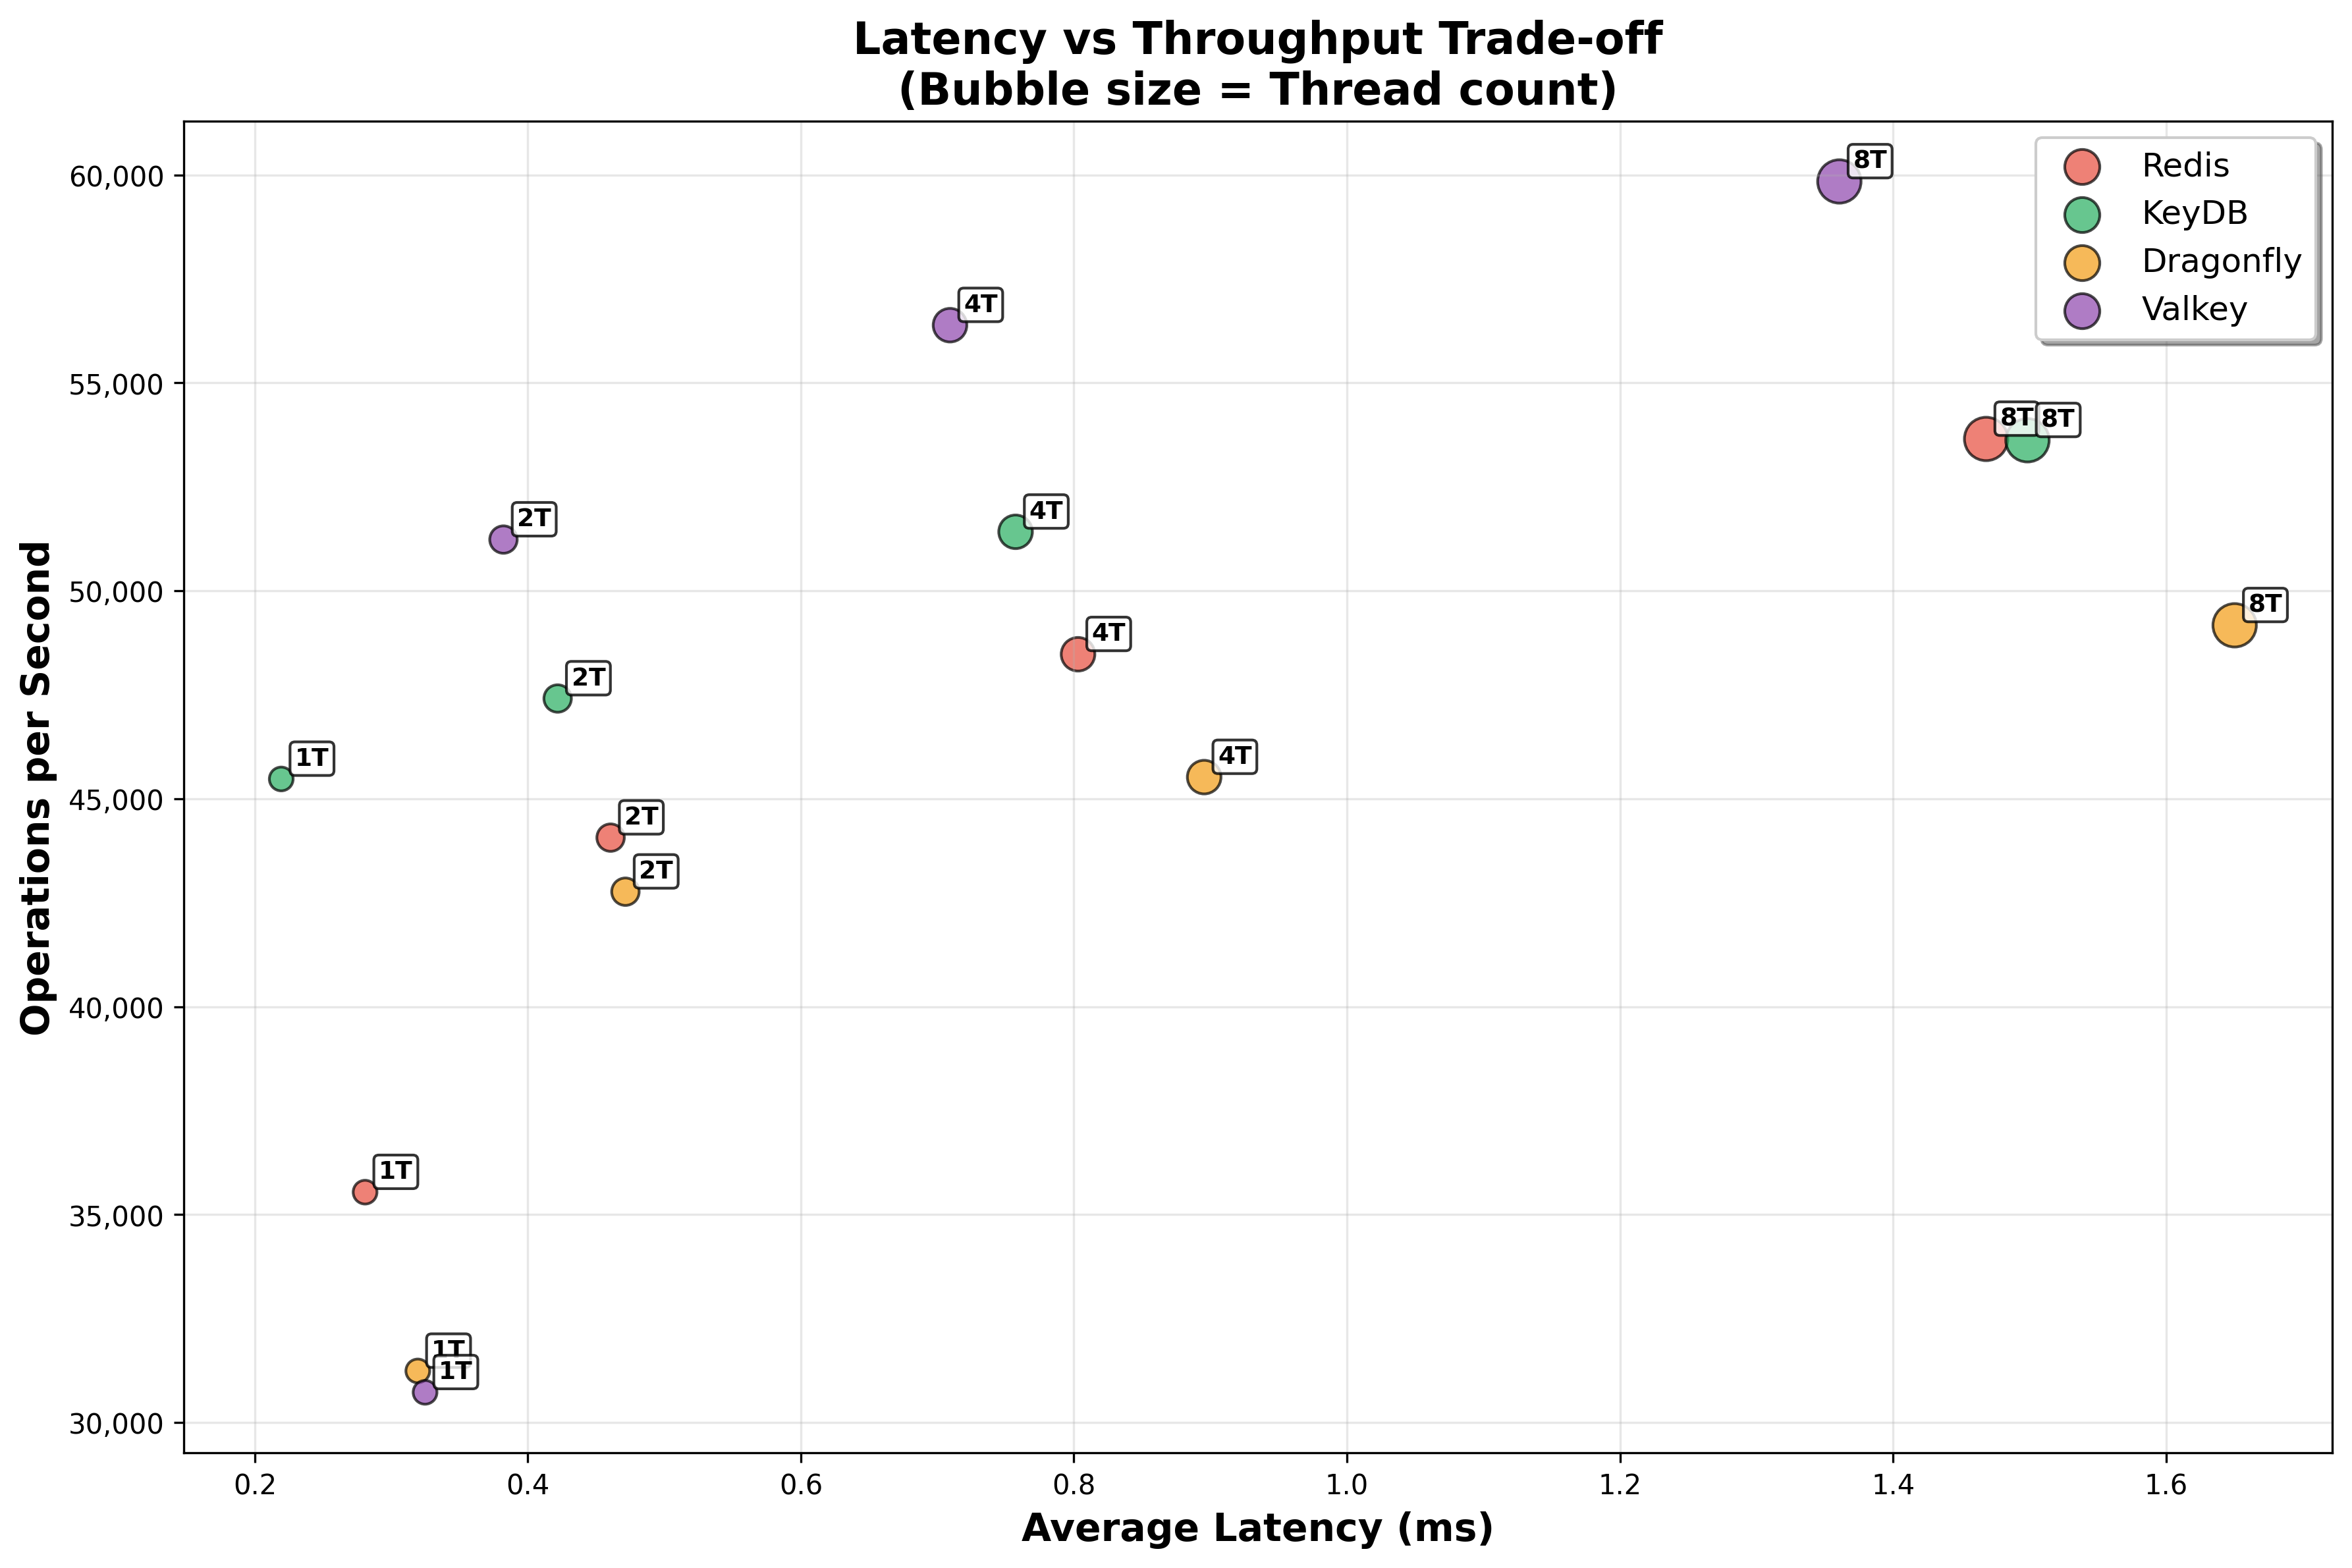 Latency vs Throughput Trade-off
(Bubble size = Thread count)
Operations per Second
60,000
55,000
50,000
45,000
40,000
35,000
30,000
8T
4T
8T
8T
2T
4T
4T
8T
2T
1T
4T
2T
2T
1T
1T
1T
Redis
KeyDB
Dragonfly
Valkey
0.2
0.4
0.6
0.8
1.0
1.2
1.4
1.6
Average Latency (ms)